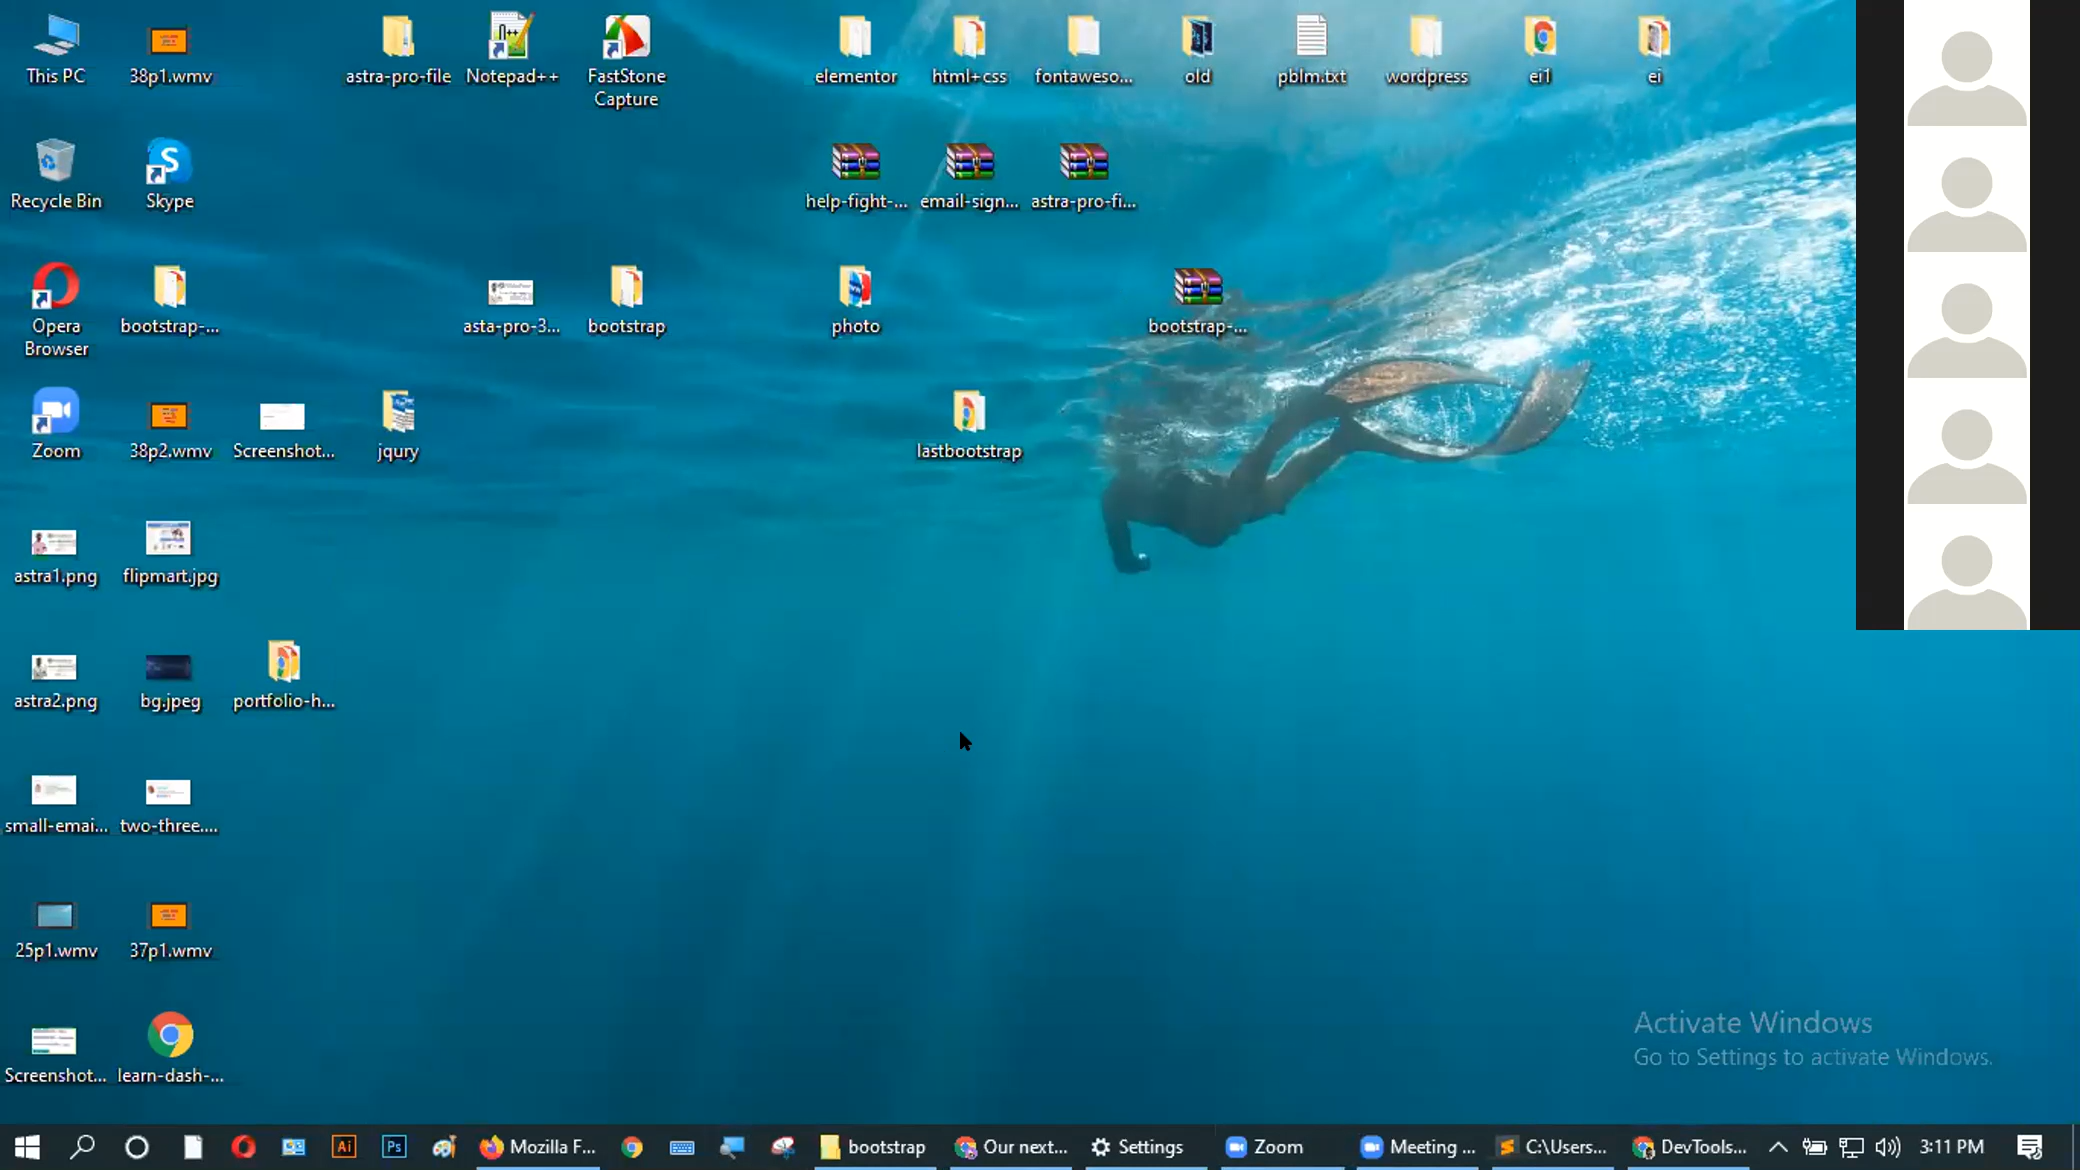 This PC
38p1.wmv
astra-pro-file
Notepad++
FastStone
Capture
elementor
html+css
fontaweso...
old
pblm.txt
wordpress
ei1
ei
Recycle Bin
Skype
help-fight-...
email-sign...
astra-pro-fi...
Opera
Browser
bootstrap-...
asta-pro-3...
bootstrap
photo
bootstrap-...
Zoom
38p2.wmv
Screenshot...
jqury
lastbootstrap
astra1.png
flipmart.jpg
astra2.png
bg.jpeg
portfolio-h...
small-emai...
two-three....
25p1.wmv
37p1.wmv
Screenshot...
learn-dash-...
Activate Windows
Go to Settings to activate Windows.
Ai
Ps
Mozilla F...
bootstrap
Our next...
Settings
Zoom
Meeting ...
C:\Users...
DevTools...
3:11 PM